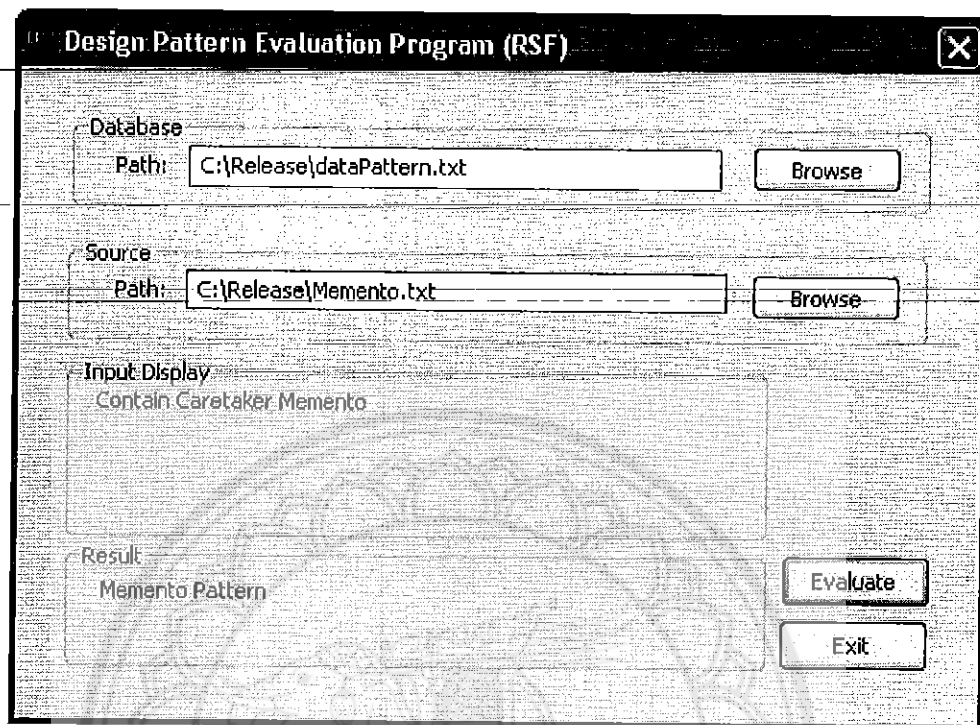 Design Pattern Evaluation Program (RSF)
Database
Path: C:\Release\dataPattern.txt Browse
Source
Path: C:\Release\Memento.txt Browse
Input Display
Contain Caretaker Memento
Result
Memento Pattern
Evaluate
Exit